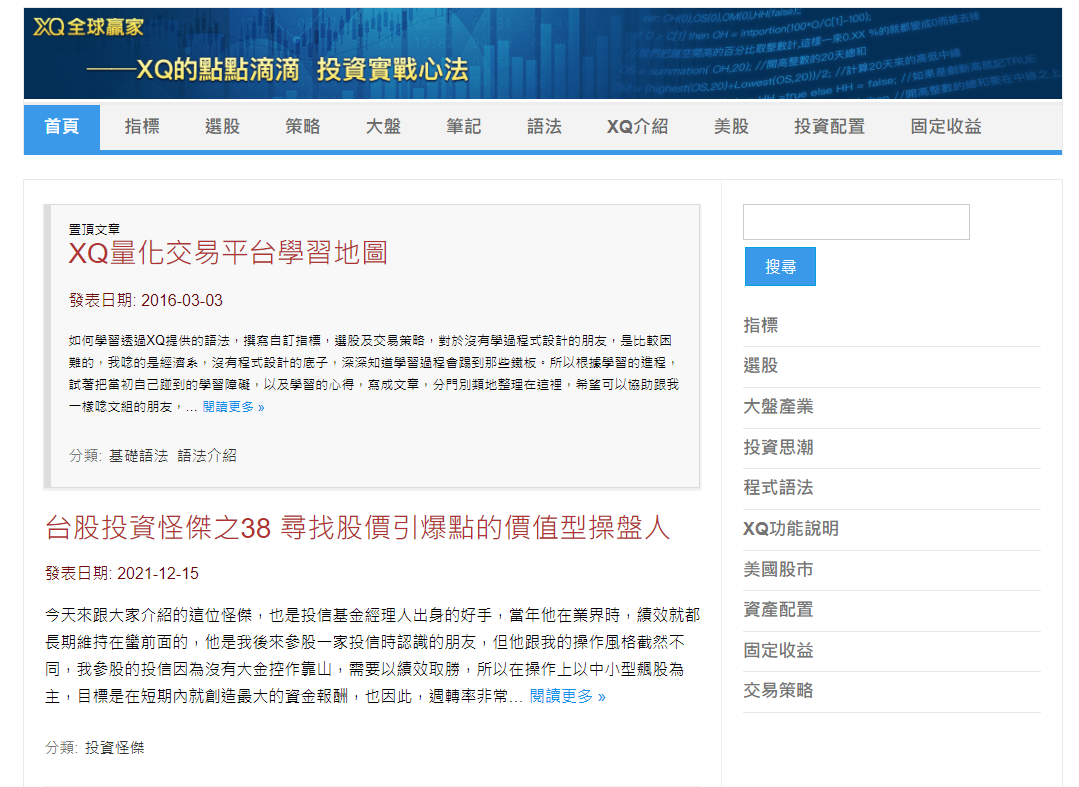 XQ全球贏家
——XQ的點點滴滴 投資實戰心法
首頁 指標 選股 策略 大盤 筆記 語法 XQ介紹 美股 投資配置 固定收益
置頂文章
XQ量化交易平台學習地圖
發表日期: 2016-03-03
如何學習透過XQ提供的語法，撰寫自訂指標，選股及交易策略，對於沒有學過程式設計的朋友，是比較困
難的，我唸的是經濟系，沒有程式設計的底子，深深知道學習過程會踢到那些鐵板。所以根據學習的進程，
試著把當初自己碰到的學習障礙，以及學習的心得，寫成文章，分門別類地整理在這裡，希望可以協助跟我
一樣唸文組的朋友，... 閱讀更多 »
分類: 基礎語法 語法介紹
台股投資怪傑之38 尋找股價引爆點的價值型操盤人
發表日期: 2021-12-15
今天來跟大家介紹的這位怪傑，也是投信基金經理人出身的好手，當年他在業界時，績效就都
長期維持在蠻前面的，他是我後來參股一家投信時認識的朋友，但他跟我的操作風格截然不
同，我參股的投信因為沒有大金控作靠山，需要以績效取勝，所以在操作上以中小型飆股為
主，目標是在短期內就創造最大的資金報酬，也因此，週轉率非常... 閱讀更多 »
分類: 投資怪傑
搜尋
指標
選股
大盤產業
投資思潮
程式語法
XQ功能說明
美國股市
資產配置
固定收益
交易策略